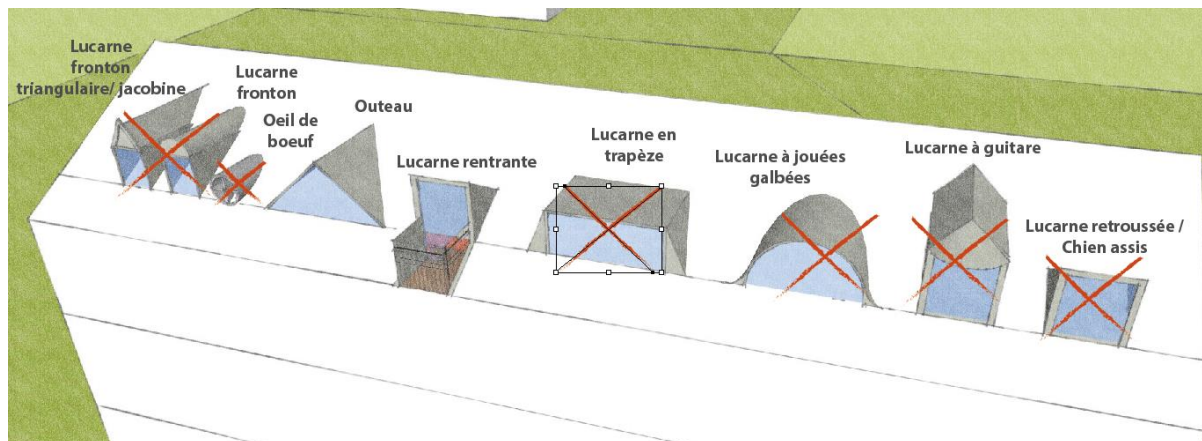 Lucarne
fronton
triangulaire/ jacobine
Lucarne
fronton
Oeil de
boeuf
Outeau
Lucarne rentrante
Lucarne en
trapèze
Lucarne à jouées
galbées
Lucarne à guitare
Lucarne retroussée /
Chien assis